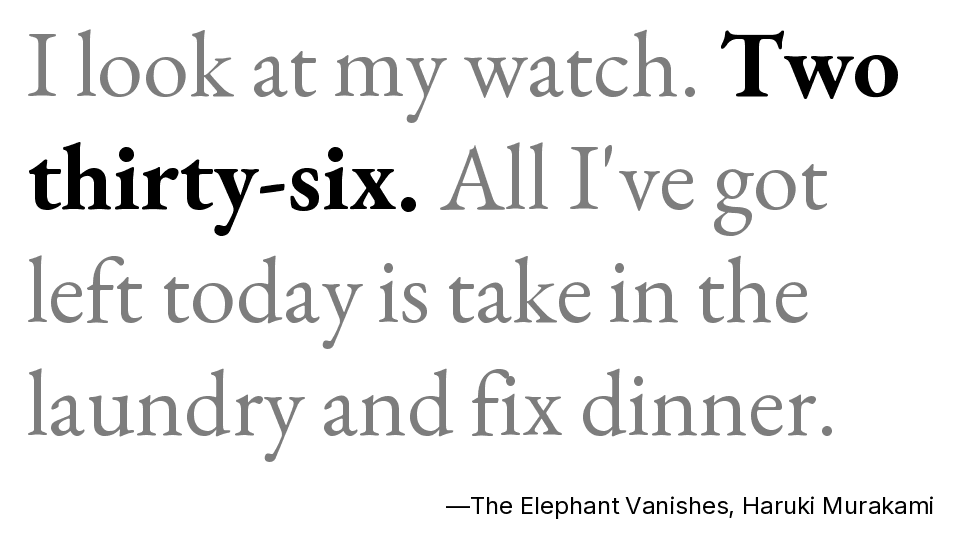 I look at my watch. Two
thirty-six. All I've got
left today is take in the
laundry and fix dinner.
—The Elephant Vanishes, Haruki Murakami